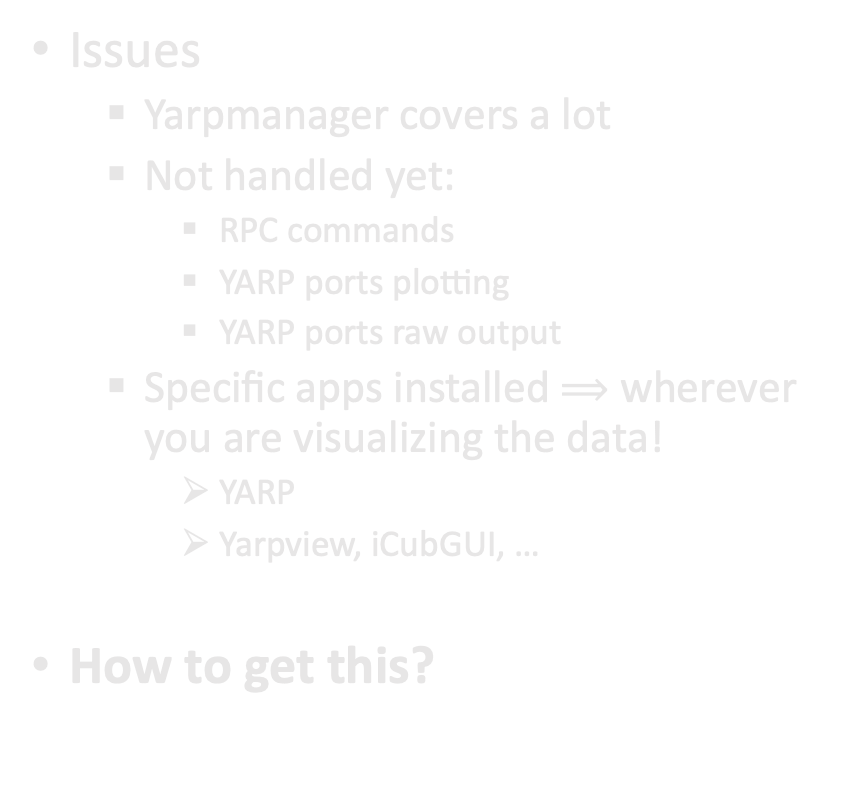 • Issues
▪ Yarpmanager covers a lot
▪ Not handled yet:
▪ RPC commands
▪ YARP ports plotting
▪ YARP ports raw output
▪ Specific apps installed ⟹ wherever
you are visualizing the data!
➢ YARP
➢ Yarpview, iCubGUI, …
• How to get this?